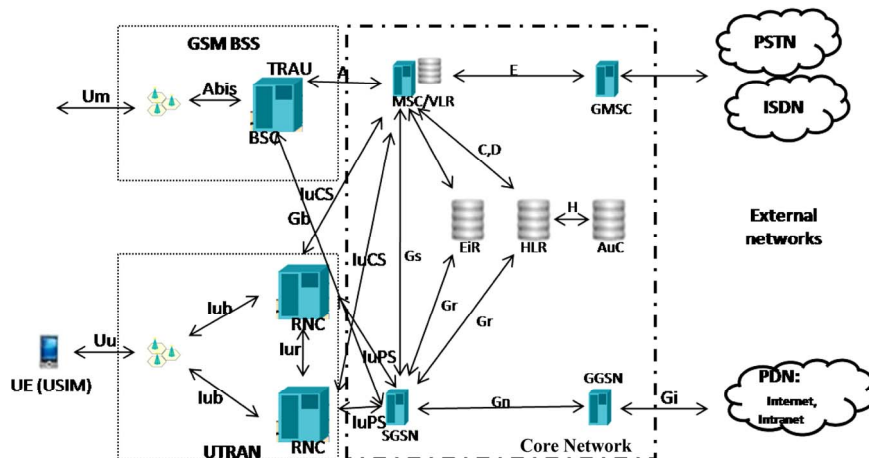 GSM BSS
PSTN
TRAU
A
E
Um
Abis
MSC/VLR
GMSC
ISDN
BSC
C,D
IuCS
Gb
H
External
networks
EiR
HLR
AuC
IuCS
Gs
Iub
Gr
RNC
Gr
Uu
Iur
IuPS
UE (USIM)
GGSN
PDN:
Internet,
Intranet
Iub
Gn
Gi
IuPS
SGSN
UTRAN
RNC
Core Network